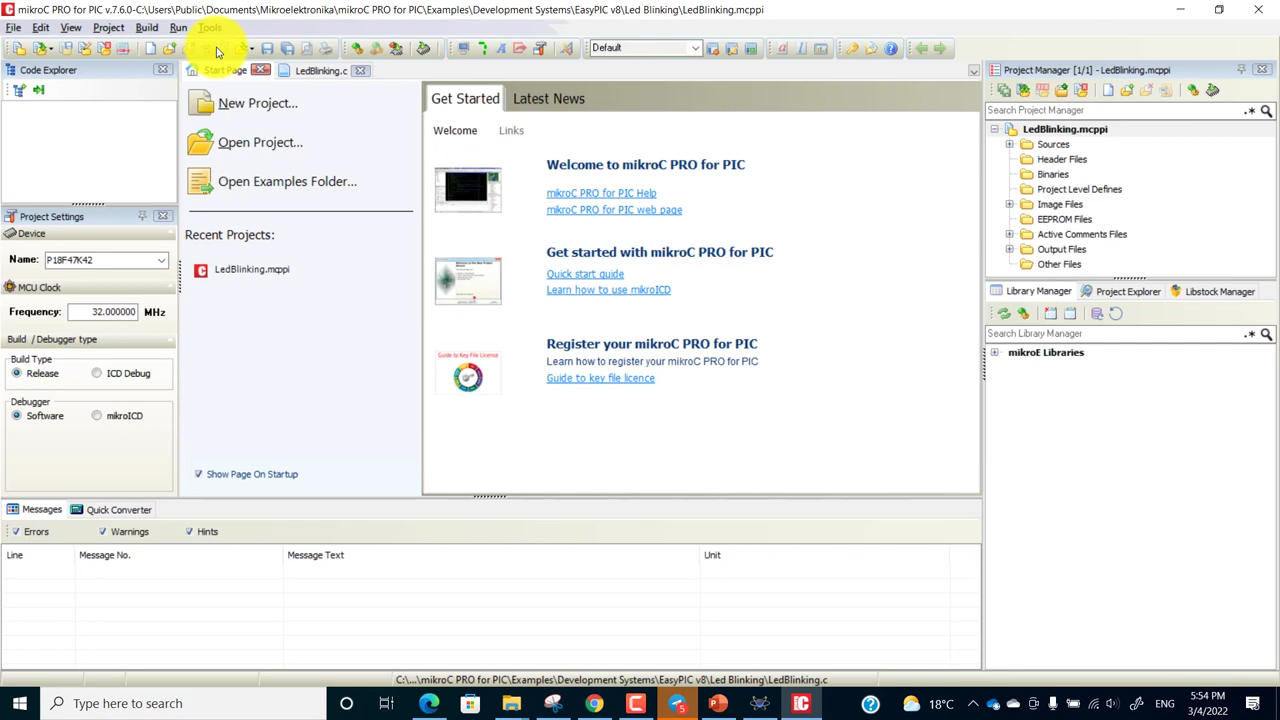 mikroC PRO for PIC v.7.6.0-C:\Users\Public\Documents\Mikroelektronika\mikroC PRO for PIC\Examples\Development Systems\EasyPIC v8\Led Blinking\LedBlinking.mcppi
File Edit View Project Build Run Tools
Default
Code Explorer
Start Page
LedBlinking.c
Project Manager [1/1] - LedBlinking.mcppi
New Project...
Open Project...
Open Examples Folder...
Recent Projects:
LedBlinking.mcppi
Show Page On Startup
Get Started Latest News
Welcome Links
Welcome to mikroC PRO for PIC
mikroC PRO for PIC Help
mikroC PRO for PIC web page
Get started with mikroC PRO for PIC
Quick start guide
Learn how to use mikroICD
Guide to Key File License
Register your mikroC PRO for PIC
Learn how to register your mikroC PRO for PIC
Guide to key file licence
Project Settings
Device
Name: P18F47K42
MCU Clock
Frequency: 32.000000 MHz
Build /Debugger type
Build Type
Release ICD Debug
Debugger
Software mikroICD
Search Project Manager
LedBlinking.mcppi
Sources
Header Files
Binaries
Project Level Defines
Image Files
EEPROM Files
Active Comments Files
Output Files
Other Files
Library Manager Project Explorer Libstock Manager
Search Library Manager
mikroE Libraries
Messages Quick Converter
Errors Warnings Hints
Line Message No. Message Text Unit
C:\...\mikroC PRO for PIC\Examples\Development Systems\EasyPIC v8\Led Blinking\LedBlinking.c
Type here to search
5
18°C
5:54 PM
3/4/2022